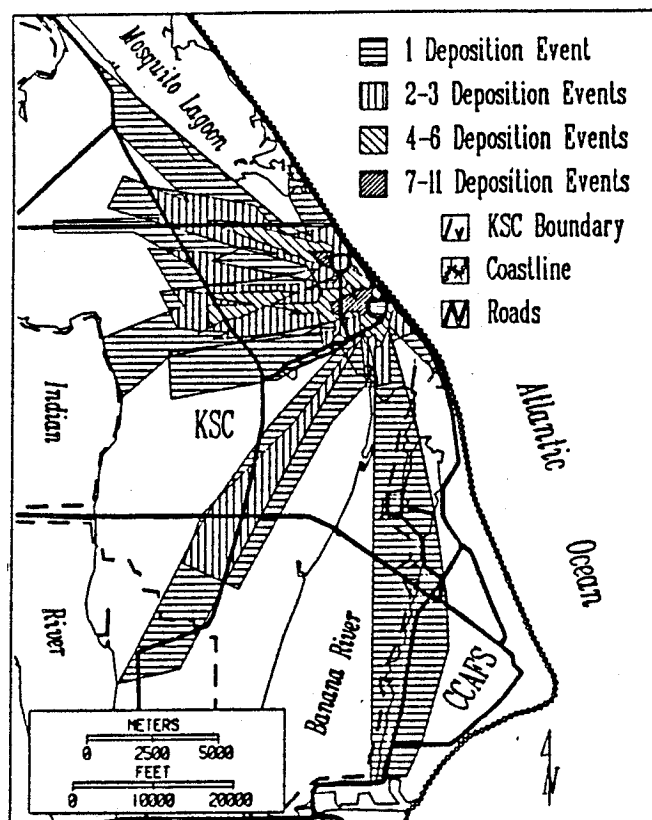 Mosquito Lagoon
1 Deposition Event
2-3 Deposition Events
4-6 Deposition Events
7-11 Deposition Events
KSC Boundary
Coastline
Roads
Indian
River
KSC
Atlantic
Ocean
Banana River
CCAFS
METERS
0 2500 5000
FEET
0 10000 20000
N